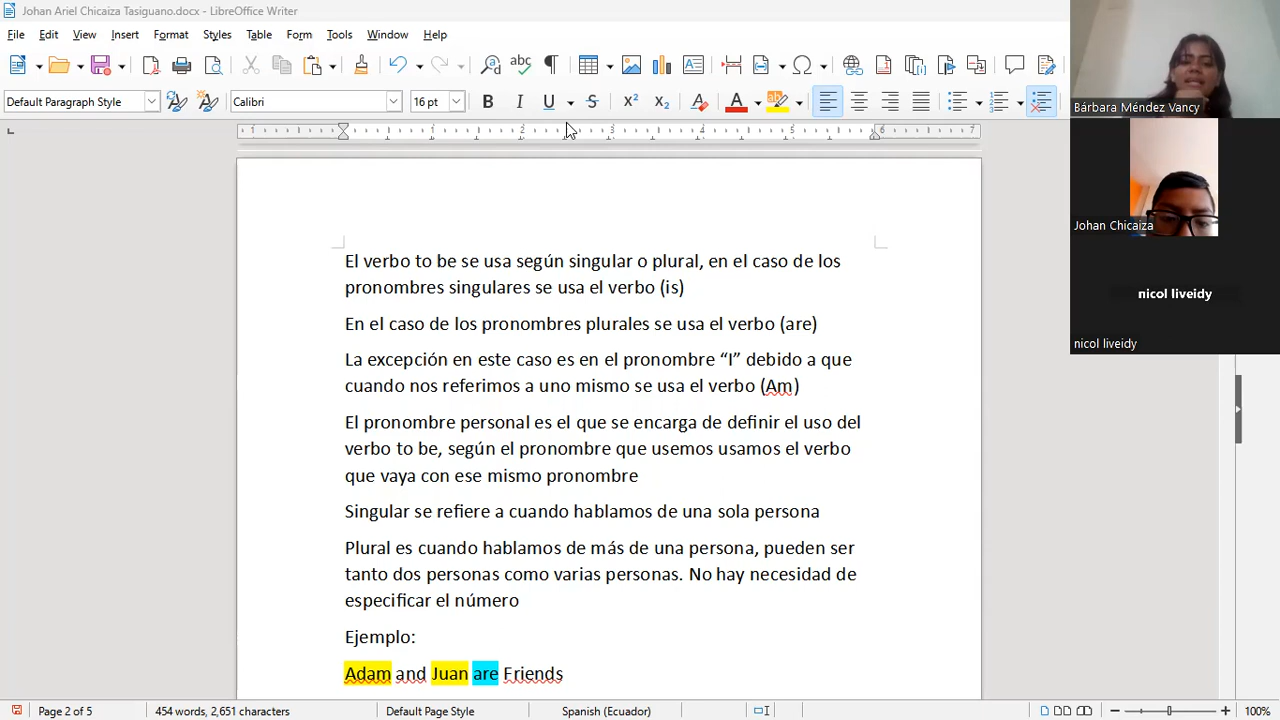 Johan Ariel Chicaiza Tasiguano.docx - LibreOffice Writer
File Edit View Insert Format Styles Table Form Tools Window Help
Default Paragraph Style Calibri 16 pt
1 1 2 3 4 5 6 7
Bárbara Méndez Vancy
Johan Chicaiza
nicol liveidy
nicol liveidy
El verbo to be se usa según singular o plural, en el caso de los
pronombres singulares se usa el verbo (is)
En el caso de los pronombres plurales se usa el verbo (are)
La excepción en este caso es en el pronombre “I” debido a que
cuando nos referimos a uno mismo se usa el verbo (Am)
El pronombre personal es el que se encarga de definir el uso del
verbo to be, según el pronombre que usemos usamos el verbo
que vaya con ese mismo pronombre
Singular se refiere a cuando hablamos de una sola persona
Plural es cuando hablamos de más de una persona, pueden ser
tanto dos personas como varias personas. No hay necesidad de
especificar el número
Ejemplo:
Adam and Juan are Friends
Page 2 of 5 454 words, 2,651 characters Default Page Style Spanish (Ecuador) 100%